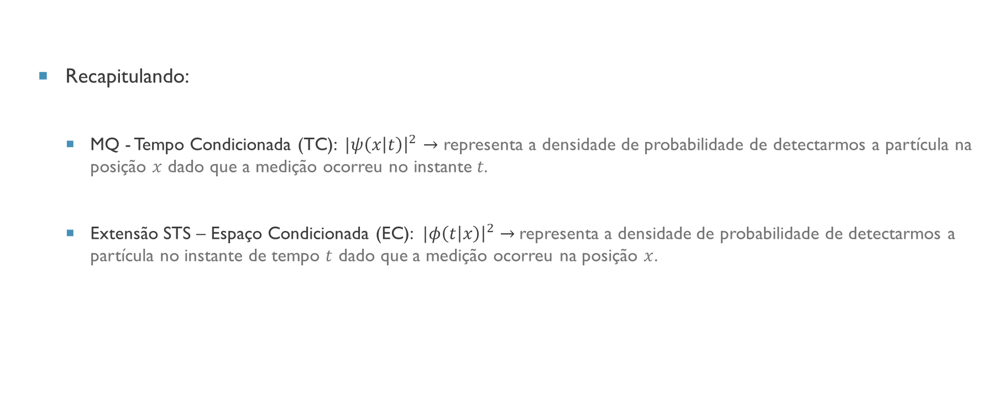 Recapitulando:
MQ - Tempo Condicionada (TC): |ψ(x|t)|² → representa a densidade de probabilidade de detectarmos a partícula na
posição x dado que a medição ocorreu no instante t.
Extensão STS – Espaço Condicionada (EC): |ϕ(t|x)|² → representa a densidade de probabilidade de detectarmos a
partícula no instante de tempo t dado que a medição ocorreu na posição x.